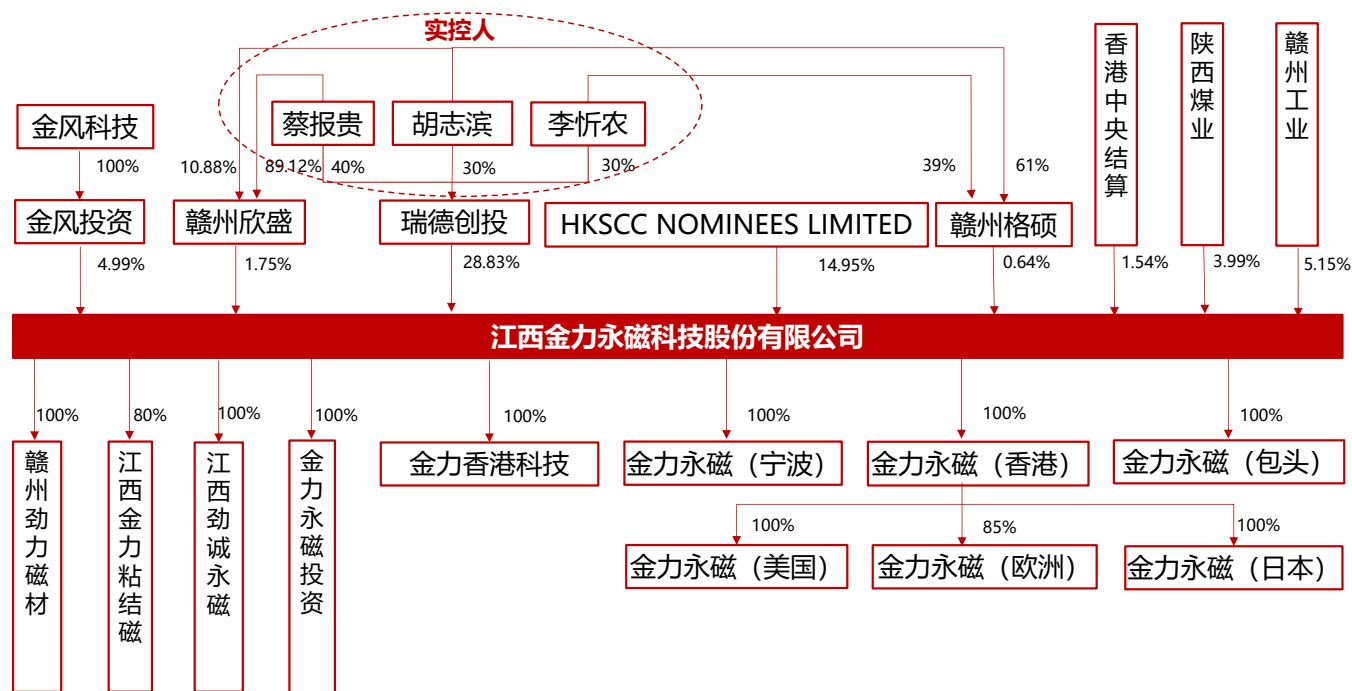 实控人
金风科技
蔡报贵
胡志滨
李忻农
香港中央结算
陕西煤业
赣州工业
100%
10.88%
89.12%
40%
30%
30%
39%
61%
金风投资
赣州欣盛
瑞德创投
HKSCC NOMINEES LIMITED
赣州格硕
4.99%
1.75%
28.83%
14.95%
0.64%
1.54%
3.99%
5.15%
江西金力永磁科技股份有限公司
100%
80%
100%
100%
100%
100%
100%
100%
赣州劲力磁材
江西金力粘结磁
江西劲诚永磁
金力永磁投资
金力香港科技
金力永磁（宁波）
金力永磁（香港）
金力永磁（包头）
100%
85%
100%
金力永磁（美国）
金力永磁（欧洲）
金力永磁（日本）